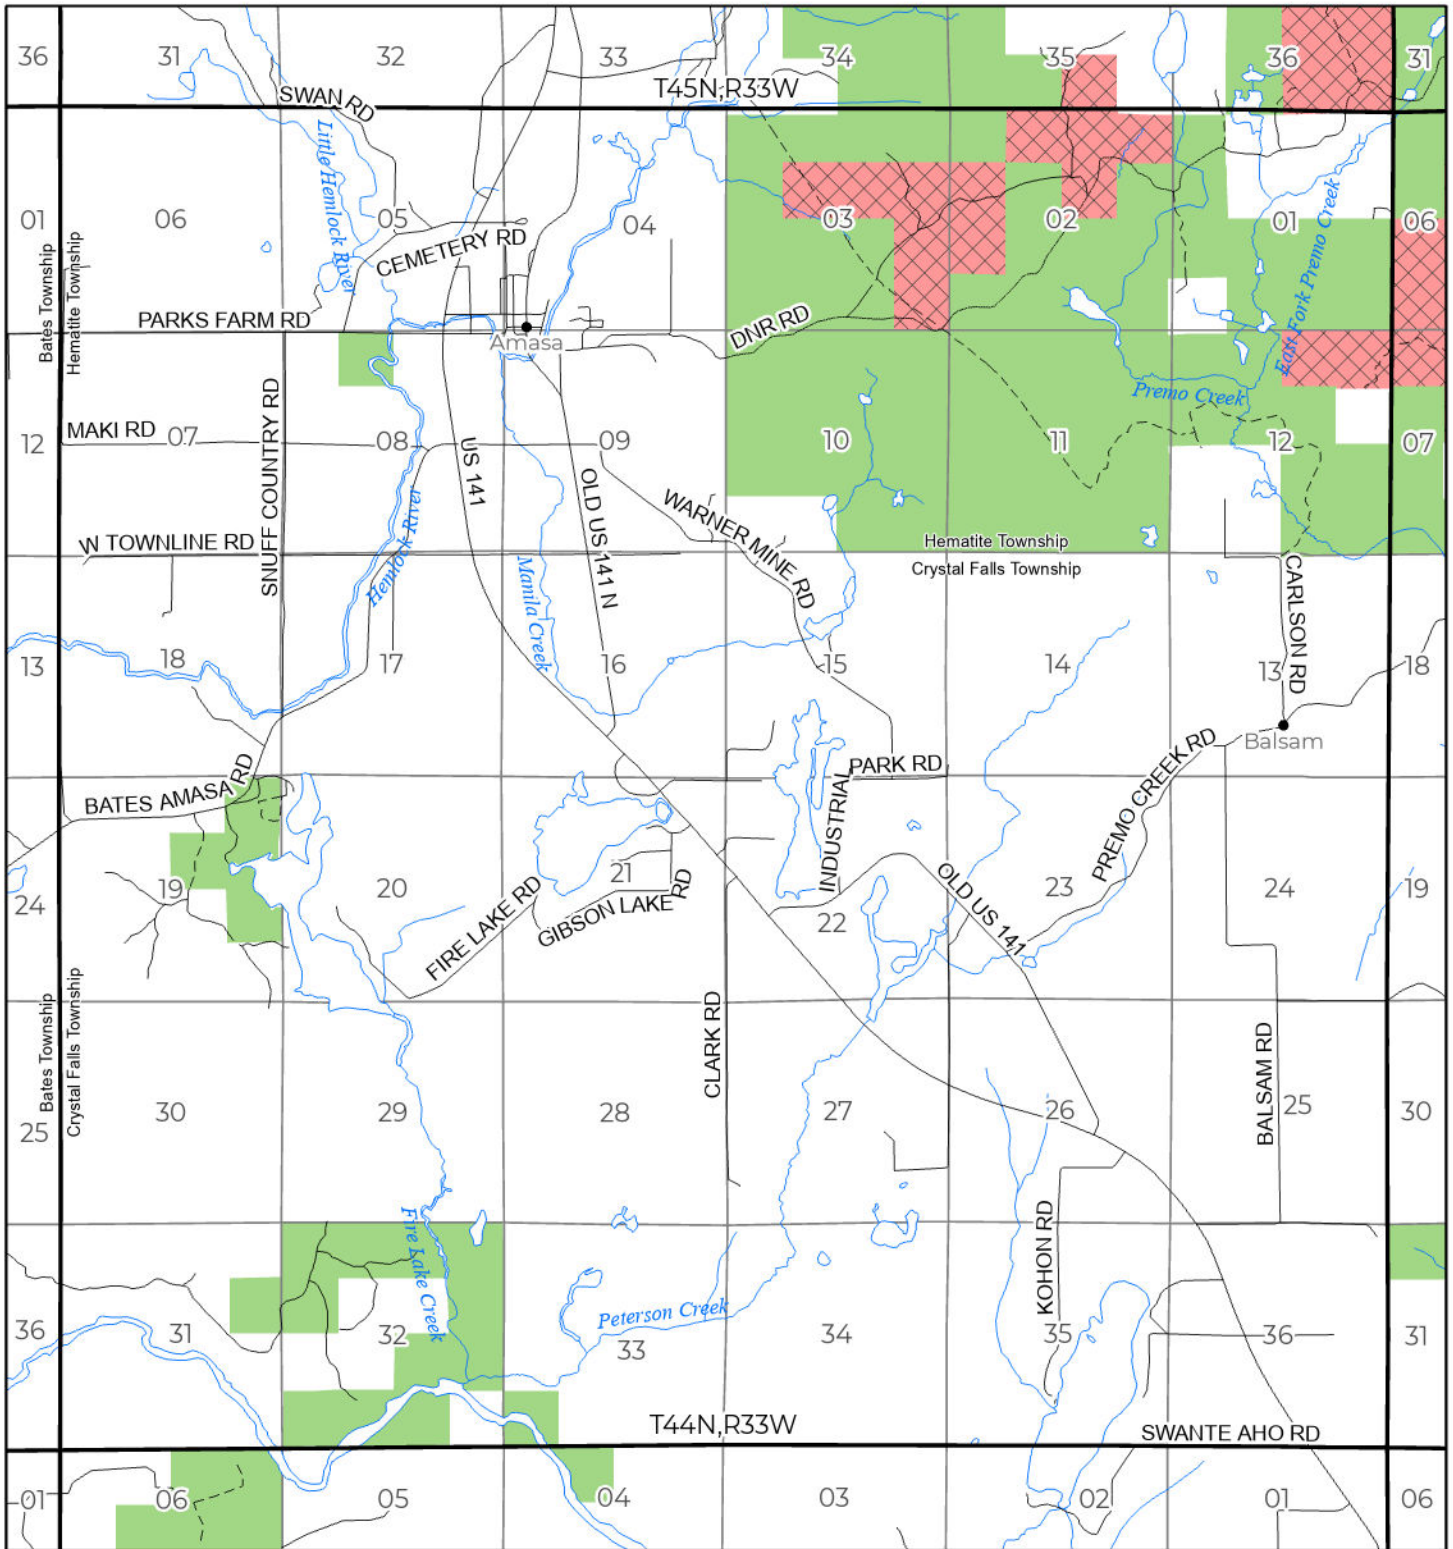 36
31
32
33
34
35
36
31
T45N,R33W
SWAN RD
Little Hemlock River
01
06
05
04
03
02
01
06
Bates Township
Hematite Township
CEMETERY RD
East Fork Premo Creek
PARKS FARM RD
Amasa
DNR RD
Premo Creek
12
MAKI RD
07
08
09
10
11
12
07
SNUFF COUNTRY RD
US 141
OLD US 141 N
WARNER MINE RD
Hemlock River
W TOWNLINE RD
Hematite Township
Crystal Falls Township
Manila Creek
CARLSON RD
13
18
17
16
15
14
13
18
Balsam
PREMO CREEK RD
PARK RD
INDUSTRIAL
BATES AMASA RD
24
19
20
21
22
23
24
19
FIRE LAKE RD
GIBSON LAKE RD
OLD US 141
Bates Township
Crystal Falls Township
CLARK RD
BALSAM RD
25
30
29
28
27
26
25
30
Fire Lake Creek
KOHON RD
Peterson Creek
36
31
32
33
34
35
36
31
T44N,R33W
SWANTE AHO RD
01
06
05
04
03
02
01
06